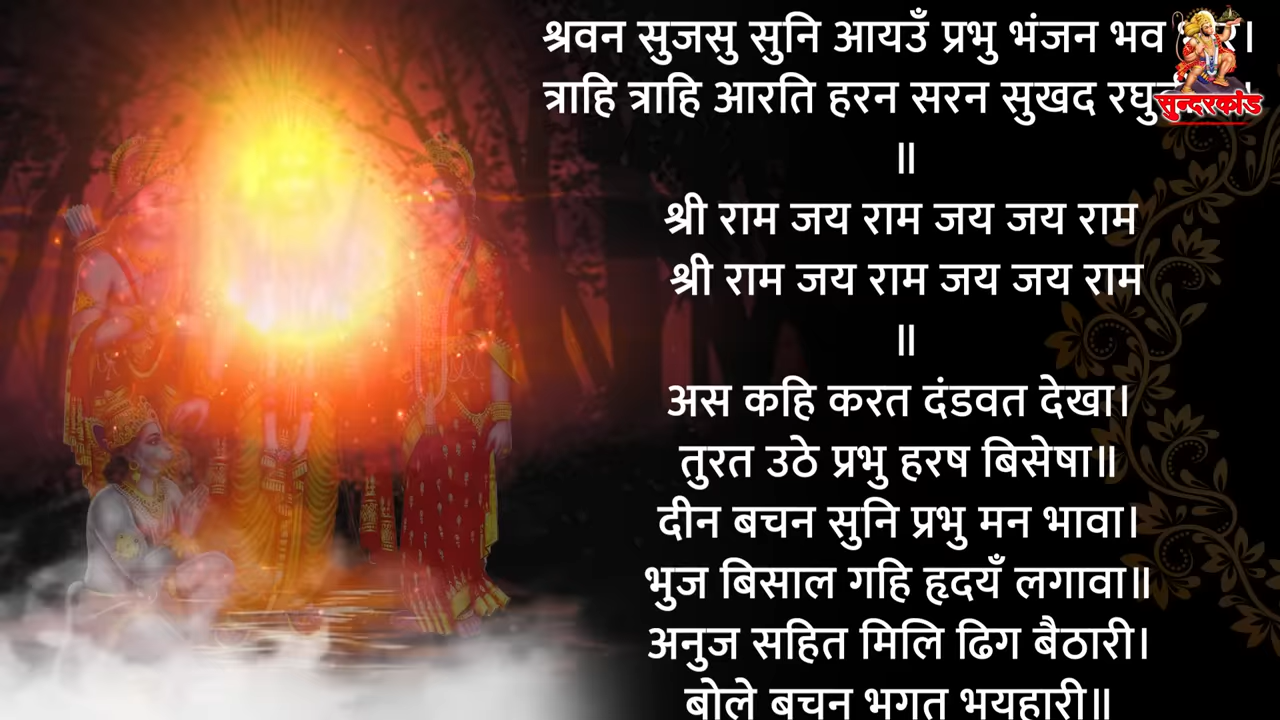 श्रवन सुजसु सुनि आयउँ प्रभु भंजन भव
त्राहि त्राहि आरति हरन सरन सुखद
सुन्दरकांड
॥
श्री राम जय राम जय जय राम
श्री राम जय राम जय जय राम
॥
अस कहि करत दंडवत देखा।
तुरत उठे प्रभु हरष बिसेषा॥
दीन बचन सुनि प्रभु मन भावा।
भुज बिसाल गहि हृदयँ लगावा॥
अनुज सहित मिलि ढिग बैठारी।
बोले बचन भगत भयहारी॥